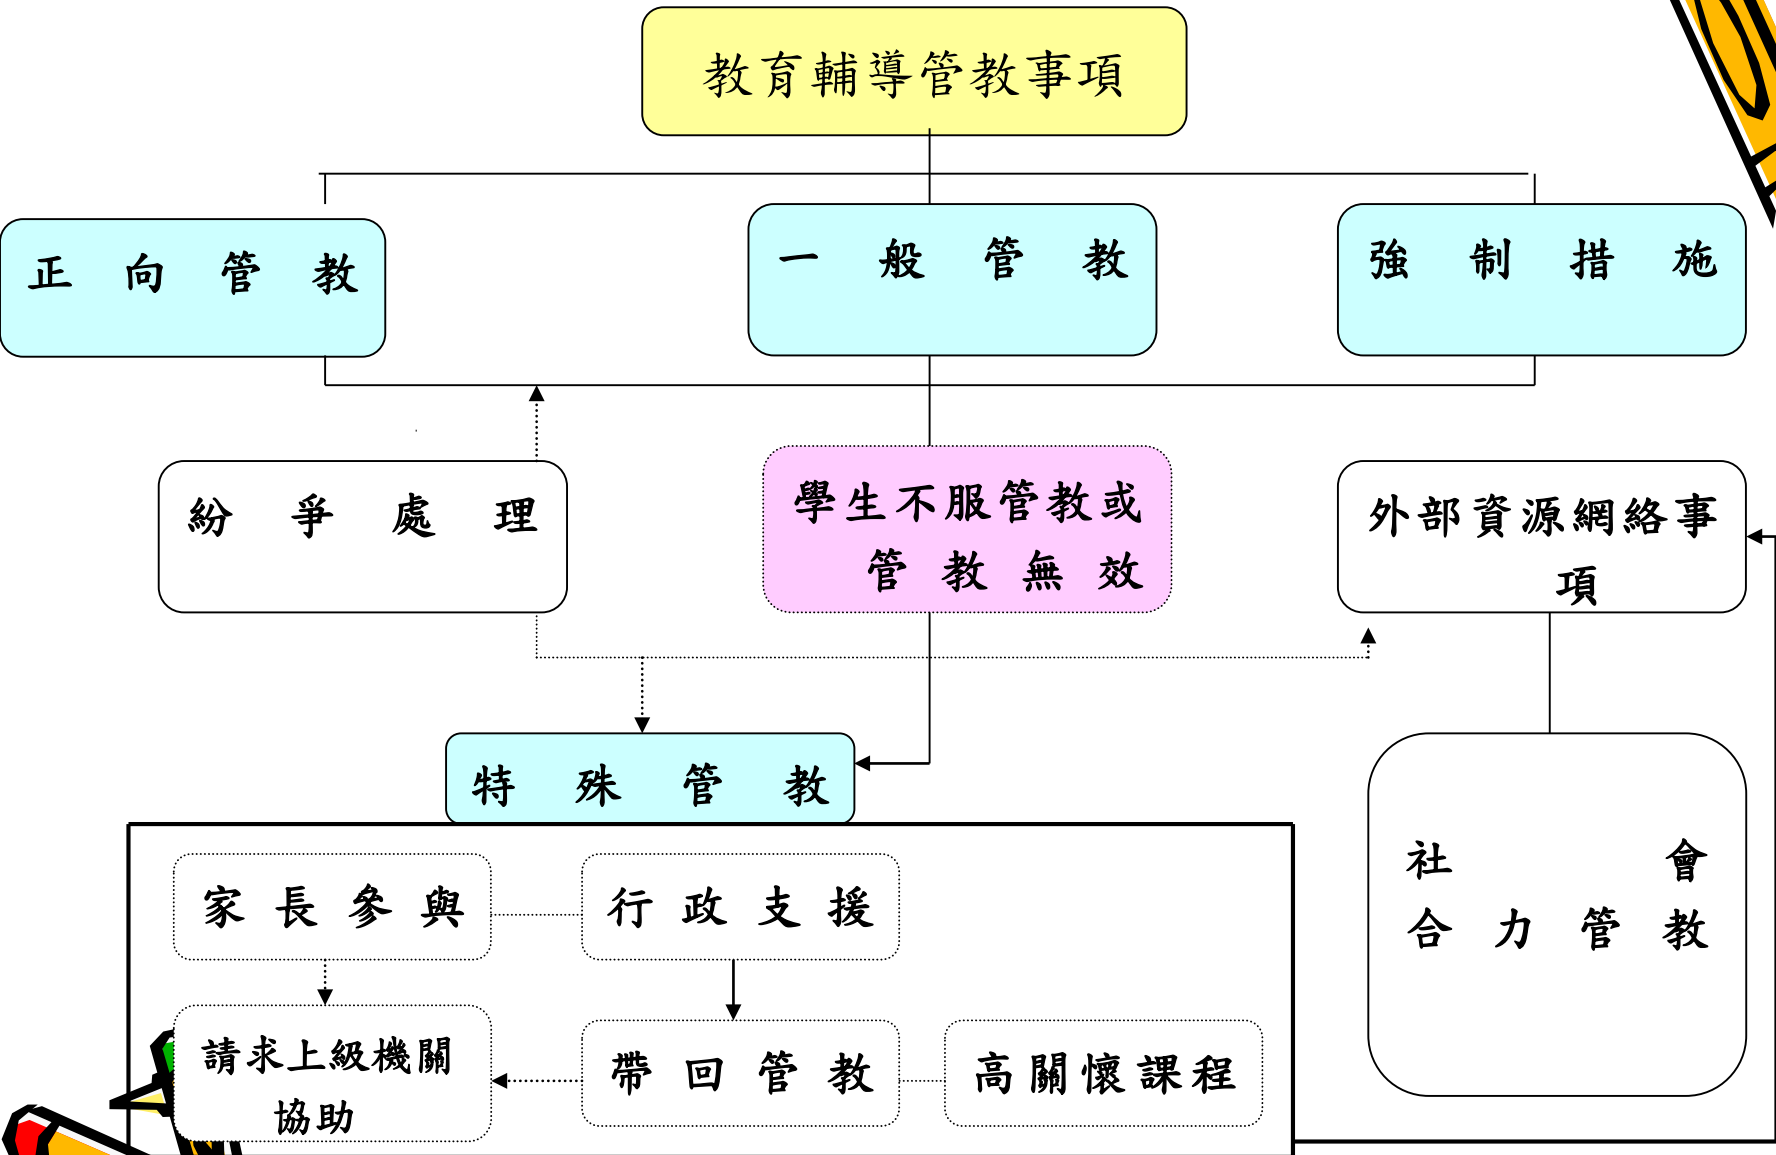 教育輔導管教事項
正向管教
一般管教
強制措施
紛爭處理
學生不服管教或
管教無效
外部資源網絡事
項
特殊管教
家長參與
行政支援
社會
合力管教
請求上級機關
協助
帶回管教
高關懷課程